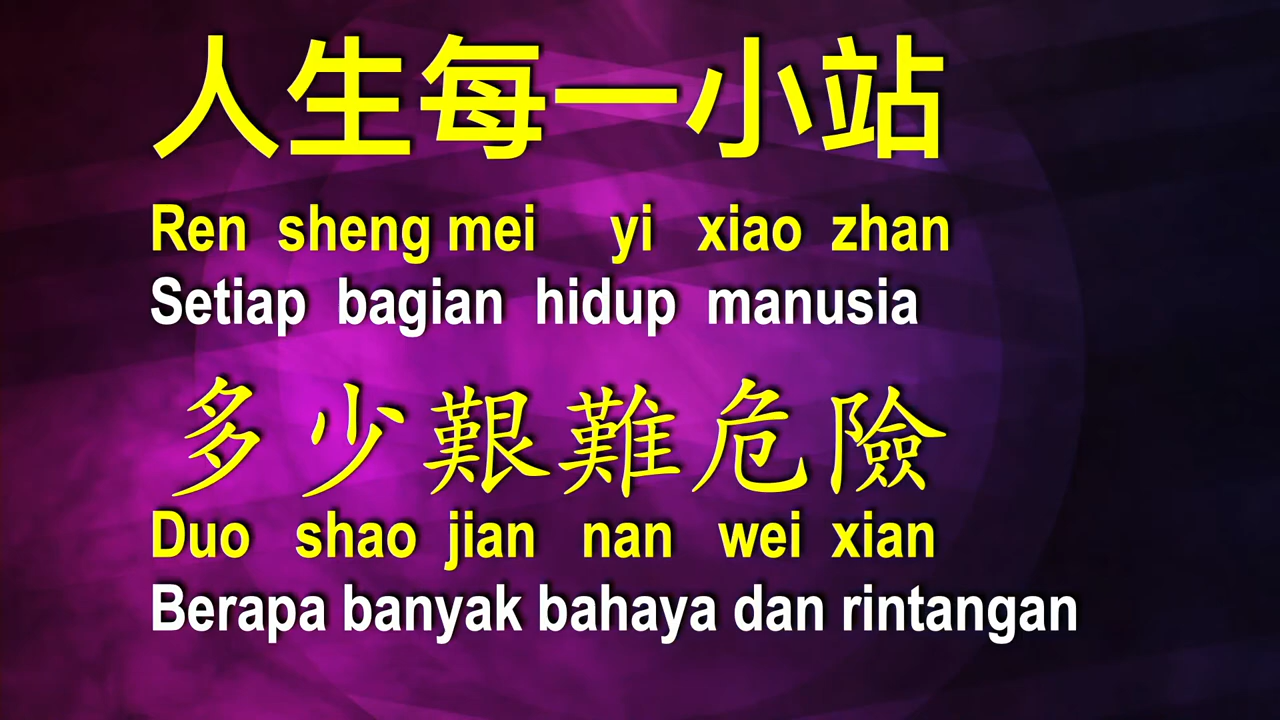 人生每一小站
Ren sheng mei yi xiao zhan
Setiap bagian hidup manusia
多少艱難危險
Duo shao jian nan wei xian
Berapa banyak bahaya dan rintangan